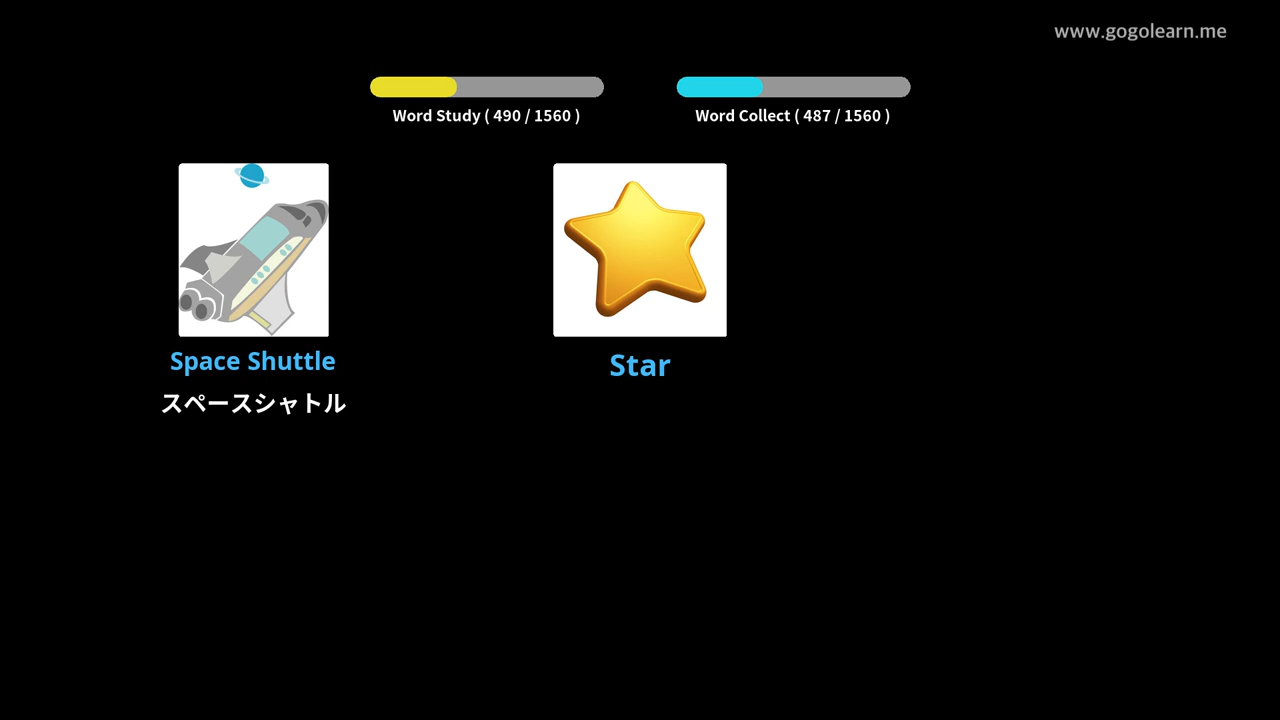 www.gogolearn.me
Word Study ( 490 / 1560 )
Word Collect ( 487 / 1560 )
Space Shuttle
スペースシャトル
Star